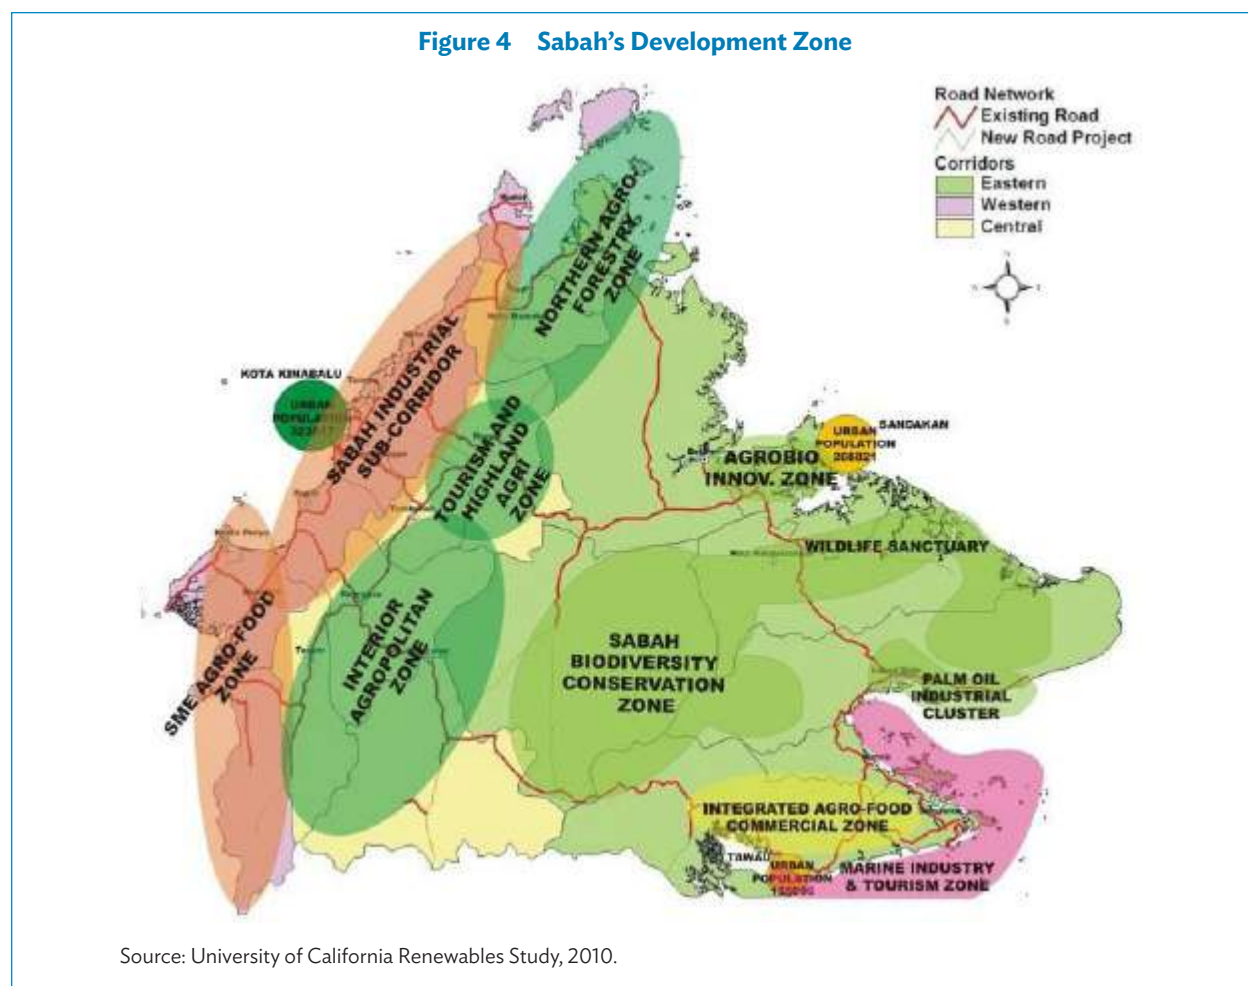 Figure 4 Sabah's Development Zone
Road Network
Existing Road
New Road Project
Corridors
Eastern
Western
Central
NORTHERN AGRO-
FORESTRY
ZONE
KOTA KINABALU
URBAN
POPULATION
SABAH INDUSTRIAL
SUB-CORRIDOR
TOURISM AND
HIGHLAND
AGRI
ZONE
SANDAKAN
URBAN
POPULATION
AGROBIO
INNOV. ZONE
WILDLIFE SANCTUARY
SME AGRO-FOOD
ZONE
INTERIOR
AGROPOLITAN
ZONE
SABAH
BIODIVERSITY
CONSERVATION
ZONE
PALM OIL
INDUSTRIAL
CLUSTER
INTEGRATED AGRO-FOOD
COMMERCIAL ZONE
TAWAU
URBAN
POPULATION
MARINE INDUSTRY
& TOURISM ZONE
Source: University of California Renewables Study, 2010.